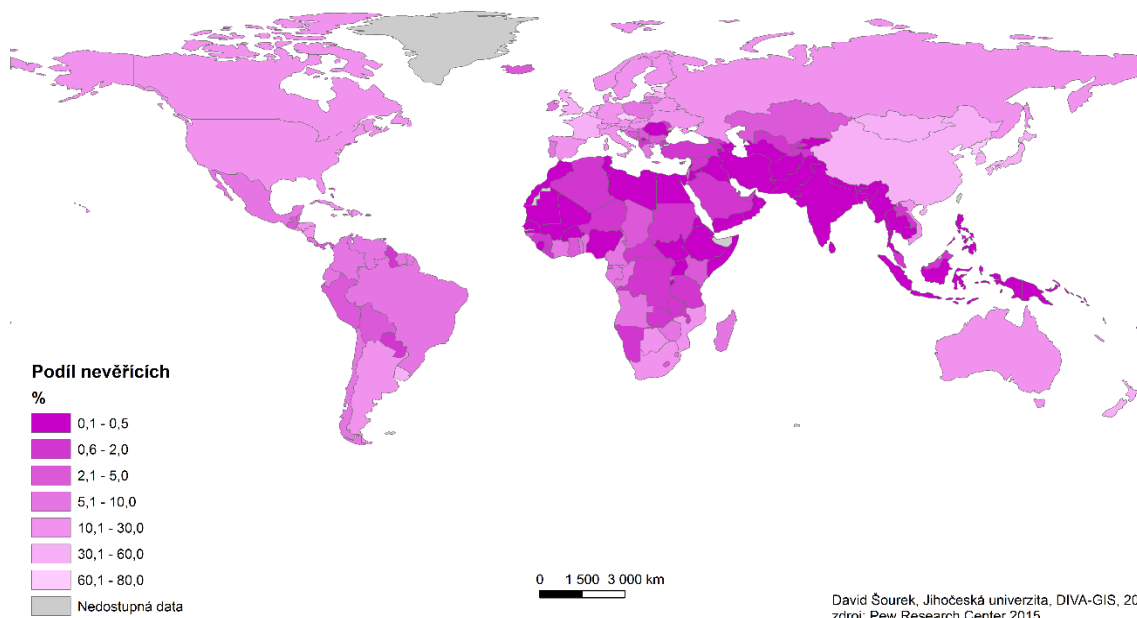 Podíl nevěřících
%
0,1 - 0,5
0,6 - 2,0
2,1 - 5,0
5,1 - 10,0
10,1 - 30,0
30,1 - 60,0
60,1 - 80,0
Nedostupná data
0 1 500 3 000 km
David Šourek, Jihočeská univerzita, DIVA-GIS, 20
zdroj: Pew Research Center 2015